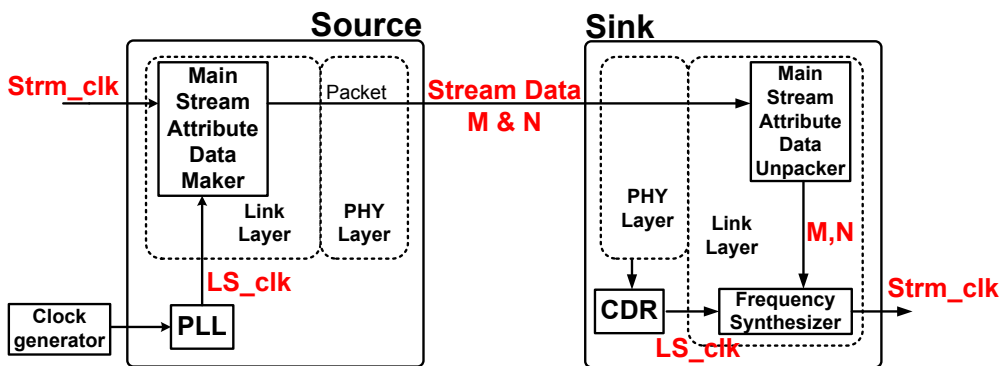 Source
Sink
Strm_clk
Main
Stream
Attribute
Data
Maker
Packet
Link
Layer
PHY
Layer
LS_clk
Clock
generator
PLL
Stream Data
M & N
Main
Stream
Attribute
Data
Unpacker
PHY
Layer
Link
Layer
M,N
CDR
LS_clk
Frequency
Synthesizer
Strm_clk